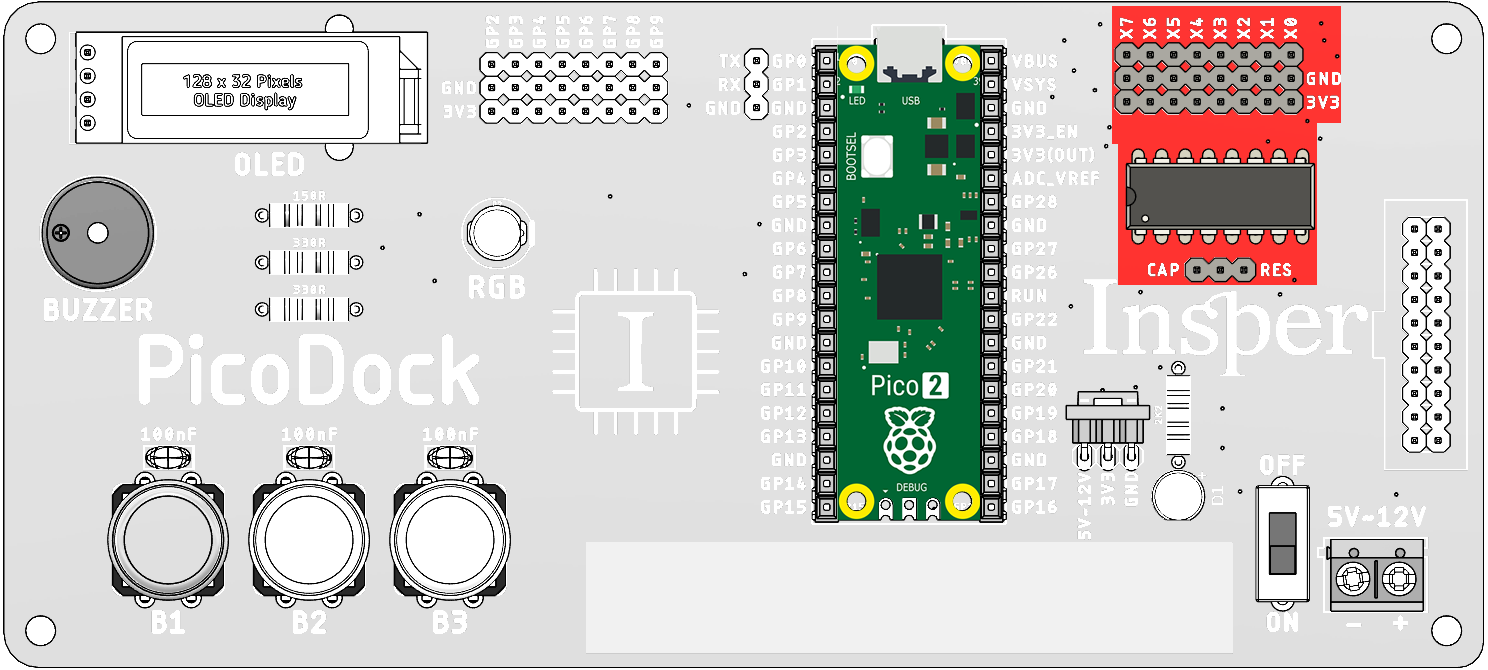 GP2 GP3 GP4 GP5 GP6 GP7 GP8 GP9
GND
3V3
128 x 32 Pixels
OLED Display
OLED
BUZZER
150R
330R
330R
RGB
PicoDock
I
100nF 100nF 100nF
B1 B2 B3
TX
RX
GND
GP0
GP1
GND
GP2
GP3
GP4
GP5
GND
GP6
GP7
GP8
GP9
GND
GP10
GP11
GP12
GP13
GND
GP14
GP15
LED
USB
BOOTSEL
Pico 2
DEBUG
VBUS
VSYS
GND
3V3_EN
3V3(OUT)
ADC_VREF
GP28
GND
GP27
GP26
RUN
GP22
GND
GP21
GP20
GP19
GP18
GND
GP17
GP16
X7 X6 X5 X4 X3 X2 X1 X0
GND
3V3
CAP RES
Insper
5V-12V 3V3 GND
D1
OFF
ON
5V~12V
- +